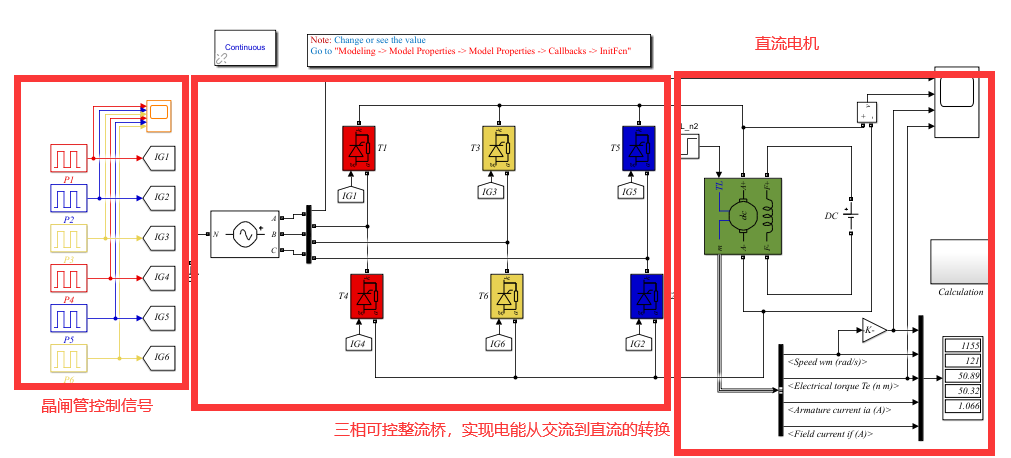 Continuous
Note: Change or see the value
Go to "Modeling -> Model Properties -> Model Properties -> Callbacks -> InitFcn"
直流电机
P1
IG1
P2
IG2
P3
IG3
P4
IG4
P5
IG5
P6
IG6
晶闸管控制信号
N
A
B
C
T1
IG1
T3
IG3
T5
IG5
T4
IG4
T6
IG6
IG2
三相可控整流桥，实现电能从交流到直流的转换
L_n2
TL
A+
F+
dc
m
A-
F-
DC
+
-
Calculation
K-
<Speed wm (rad/s)>
<Electrical torque Te (n m)>
<Armature current ia (A)>
<Field current if (A)>
1155
121
50.89
50.32
1.066